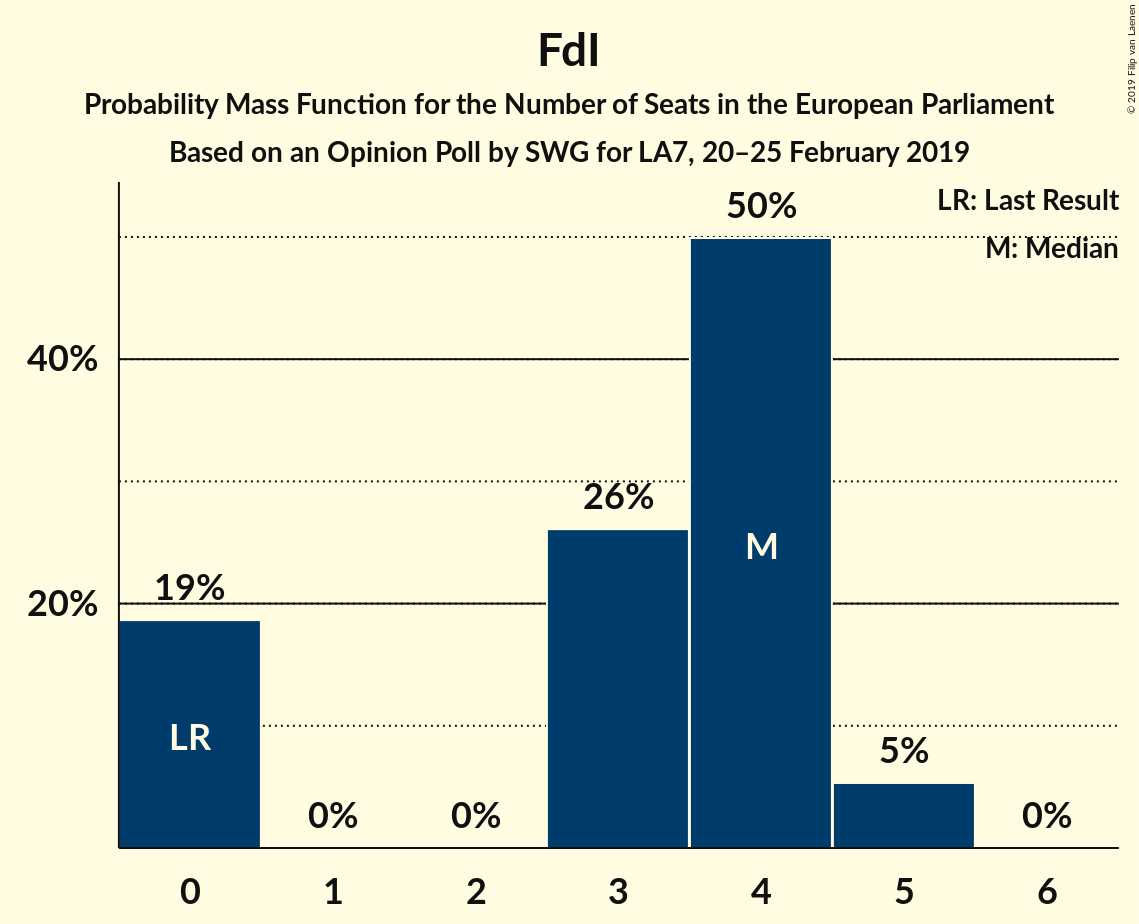 FdI
Probability Mass Function for the Number of Seats in the European Parliament
Based on an Opinion Poll by SWG for LA7, 20–25 February 2019
© 2019 Filip van Laenen
LR: Last Result
M: Median
50%
40%
26%
M
19%
20%
LR
5%
0%
0%
0%
0 1 2 3 4 5 6